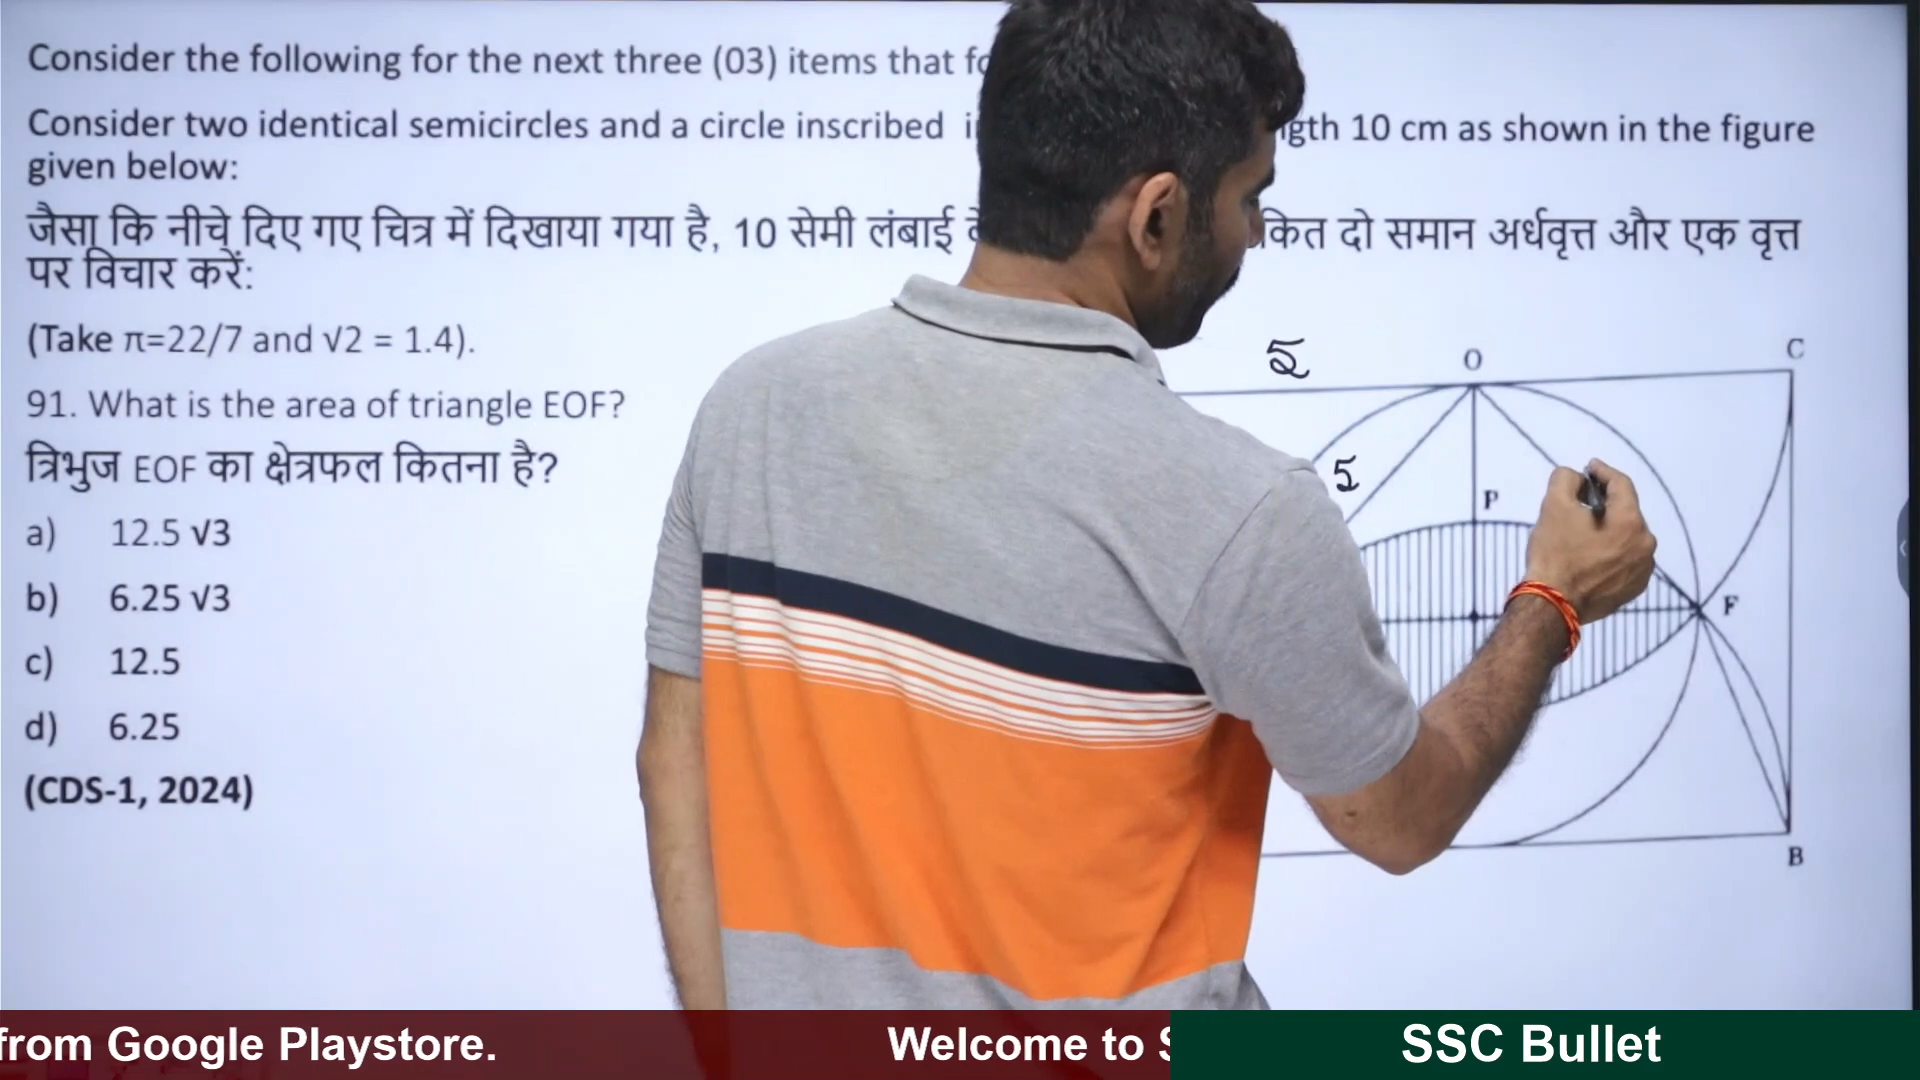 Consider the following for the next three (03) items that
Consider two identical semicircles and a circle inscribed 10 cm as shown in the figure
given below:
जैसा कि नीचे दिए गए चित्र में दिखाया गया है, 10 सेमी लंबाई दो समान अर्धवृत्त और एक वृत्त
पर विचार करें:
(Take π=22/7 and √2 = 1.4).
91. What is the area of triangle EOF?
त्रिभुज EOF का क्षेत्रफल कितना है?
a) 12.5 √3
b) 6.25 √3
c) 12.5
d) 6.25
(CDS-1, 2024)
5
O
C
5
P
F
B
from Google Playstore.
Welcome to
SSC Bullet